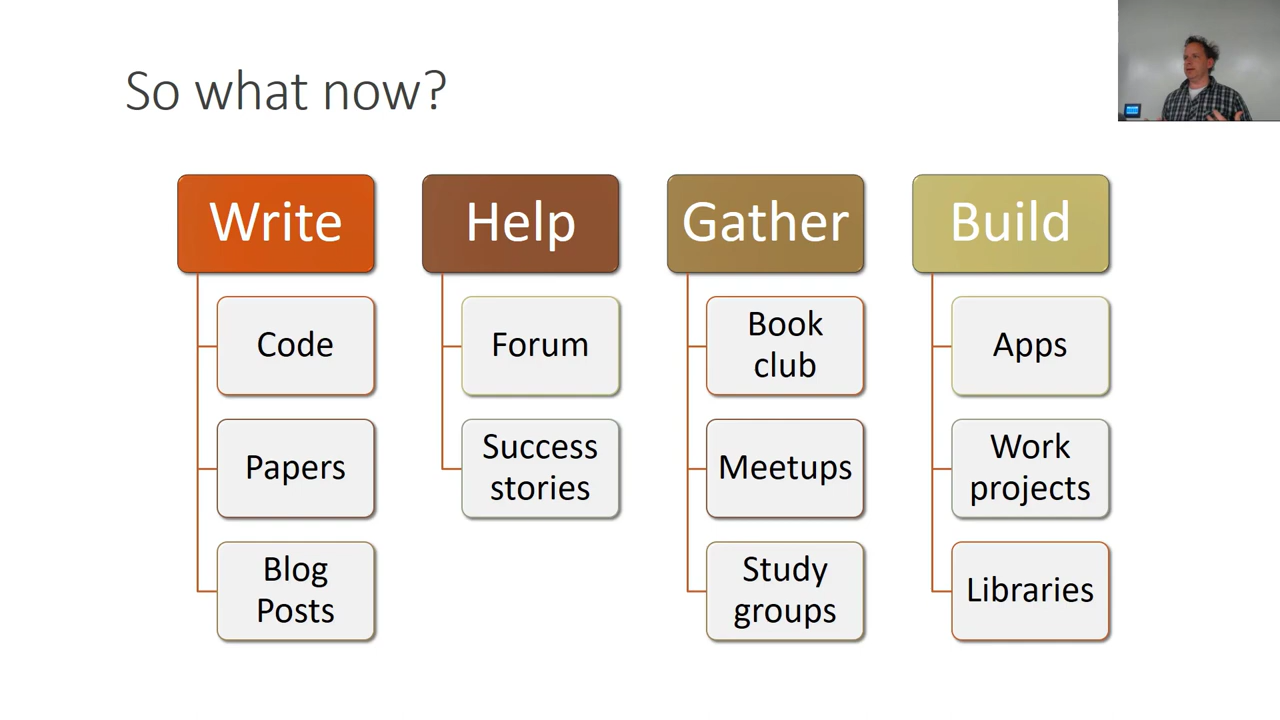 So what now?
Write
Code
Papers
Blog
Posts
Help
Forum
Success
stories
Gather
Book
club
Meetups
Study
groups
Build
Apps
Work
projects
Libraries